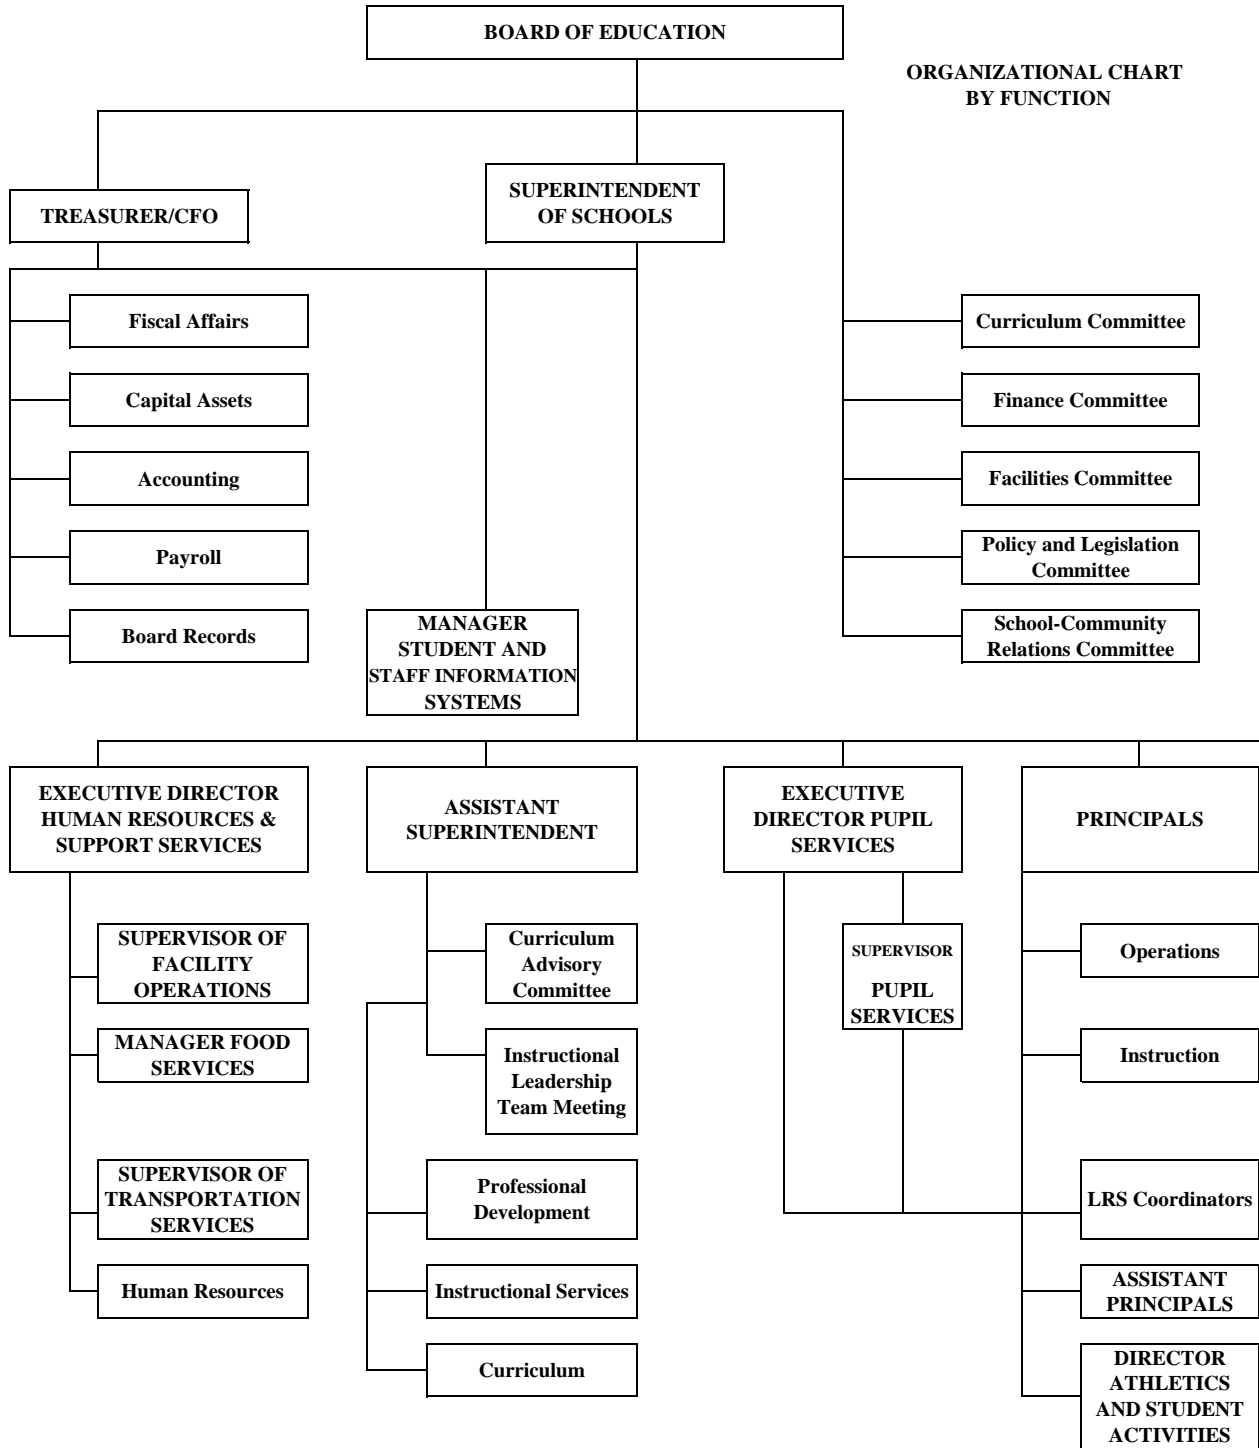 BOARD OF EDUCATION
ORGANIZATIONAL CHART
BY FUNCTION
TREASURER/CFO
SUPERINTENDENT
OF SCHOOLS
Fiscal Affairs
Capital Assets
Accounting
Payroll
Board Records
MANAGER
STUDENT AND
STAFF INFORMATION
SYSTEMS
Curriculum Committee
Finance Committee
Facilities Committee
Policy and Legislation
Committee
School-Community
Relations Committee
EXECUTIVE DIRECTOR
HUMAN RESOURCES &
SUPPORT SERVICES
ASSISTANT
SUPERINTENDENT
EXECUTIVE
DIRECTOR PUPIL
SERVICES
PRINCIPALS
SUPERVISOR OF
FACILITY
OPERATIONS
MANAGER FOOD
SERVICES
SUPERVISOR OF
TRANSPORTATION
SERVICES
Human Resources
Curriculum
Advisory
Committee
Instructional
Leadership
Team Meeting
Professional
Development
Instructional Services
Curriculum
SUPERVISOR
PUPIL
SERVICES
Operations
Instruction
LRS Coordinators
ASSISTANT
PRINCIPALS
DIRECTOR
ATHLETICS
AND STUDENT
ACTIVITIES